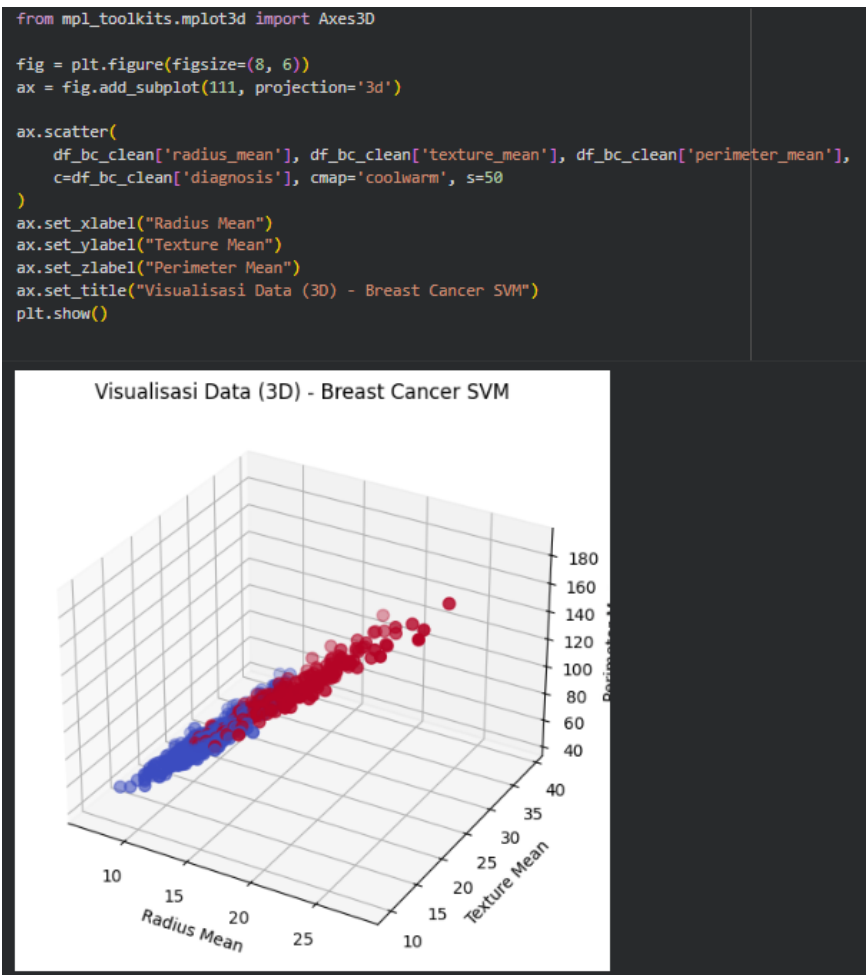 from mpl_toolkits.mplot3d import Axes3D
fig = plt.figure(figsize=(8, 6))
ax = fig.add_subplot(111, projection='3d')
ax.scatter(
    df_bc_clean['radius_mean'], df_bc_clean['texture_mean'], df_bc_clean['perimeter_mean'],
    c=df_bc_clean['diagnosis'], cmap='coolwarm', s=50
)
ax.set_xlabel("Radius Mean")
ax.set_ylabel("Texture Mean")
ax.set_zlabel("Perimeter Mean")
ax.set_title("Visualisasi Data (3D) - Breast Cancer SVM")
plt.show()
Visualisasi Data (3D) - Breast Cancer SVM
180
160
140
120
100
80
60
40
40
35
30
25
20
15
10
Texture Mean
10
15
20
25
Radius Mean